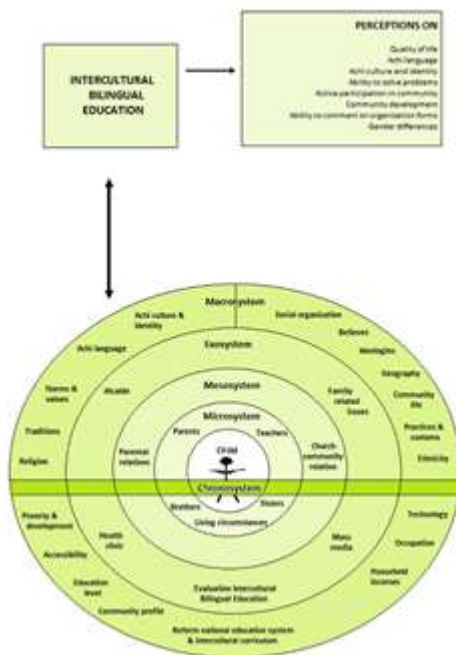 PERCEPTIONS ON
Quality of life
Achi language
Achi culture and identity
Ability to solve problems
Active participation in community
Community development
Ability to comment on organisation forms
Gender differences
INTERCULTURAL
BILINGUAL
EDUCATION
Macrosystem
Achi culture &
identity
Social organisation
Believes
Ideologies
Geography
Community
life
Practices &
customs
Ethnicity
Achi language
Norms &
values
Traditions
Religion
Exosystem
Alcalde
Family
related
issues
Mesosystem
Parental
relations
Church-
community
relation
Microsystem
Parents
Teachers
Child
Chronosystem
Brothers
Sisters
Living circumstances
Health
clinic
Mass
media
Evaluation Intercultural
Bilingual Education
Poverty &
development
Accessibility
Education
level
Community profile
Technology
Occupation
Household
incomes
Reform national education system
& intercultural curriculum